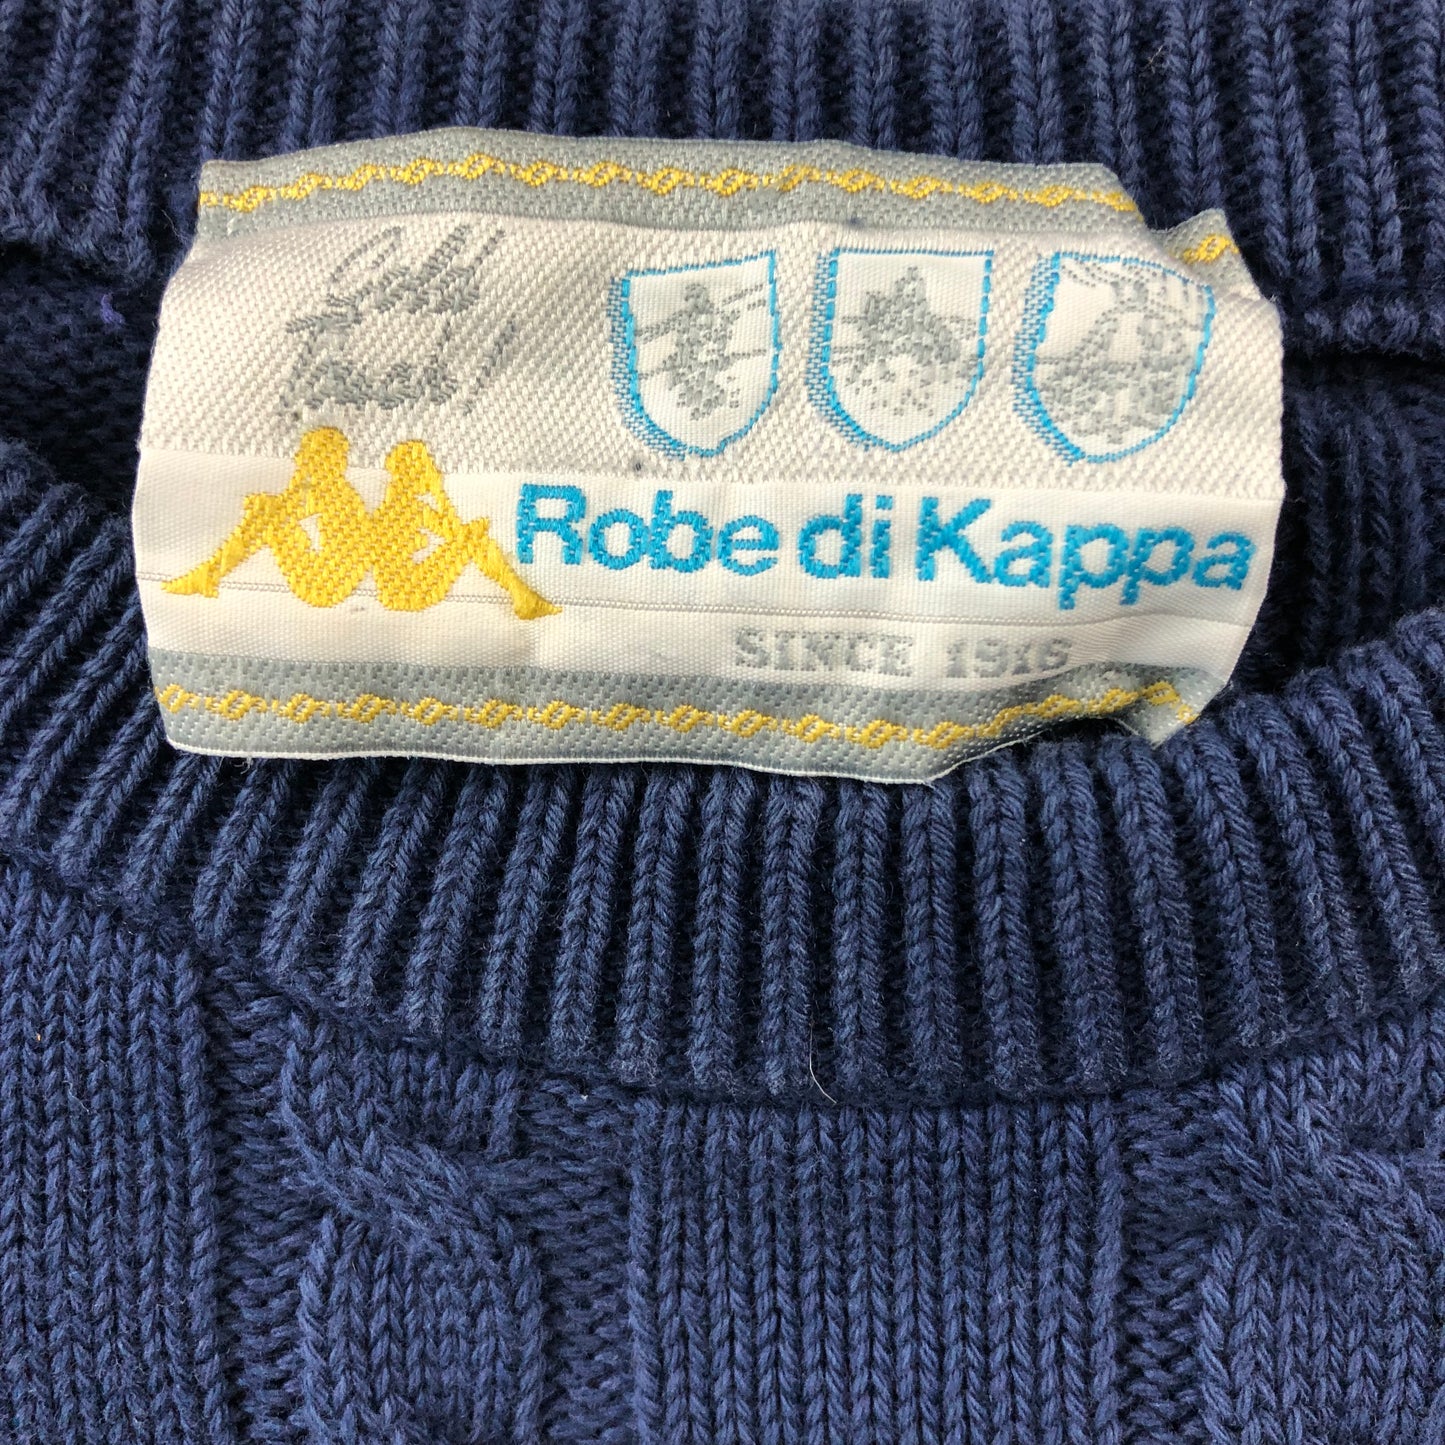 Robe di Kappa
SINCE 1916